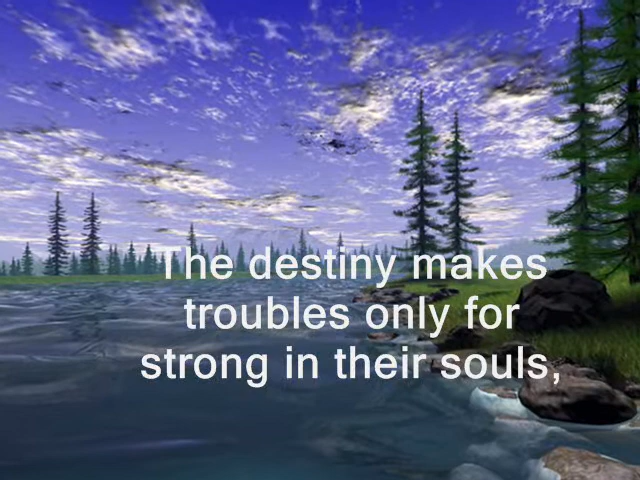 The destiny makes
troubles only for
strong in their souls,